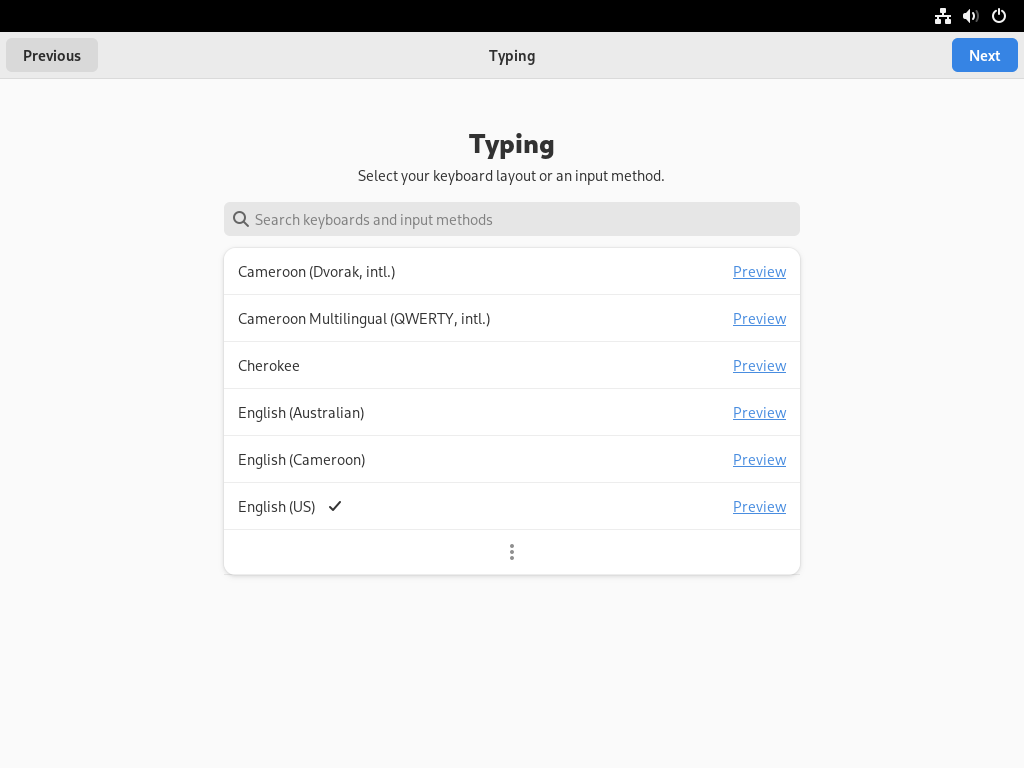 Previous
Typing
Next
Typing
Select your keyboard layout or an input method.
Search keyboards and input methods
Cameroon (Dvorak, intl.) Preview
Cameroon Multilingual (QWERTY, intl.) Preview
Cherokee Preview
English (Australian) Preview
English (Cameroon) Preview
English (US) Preview